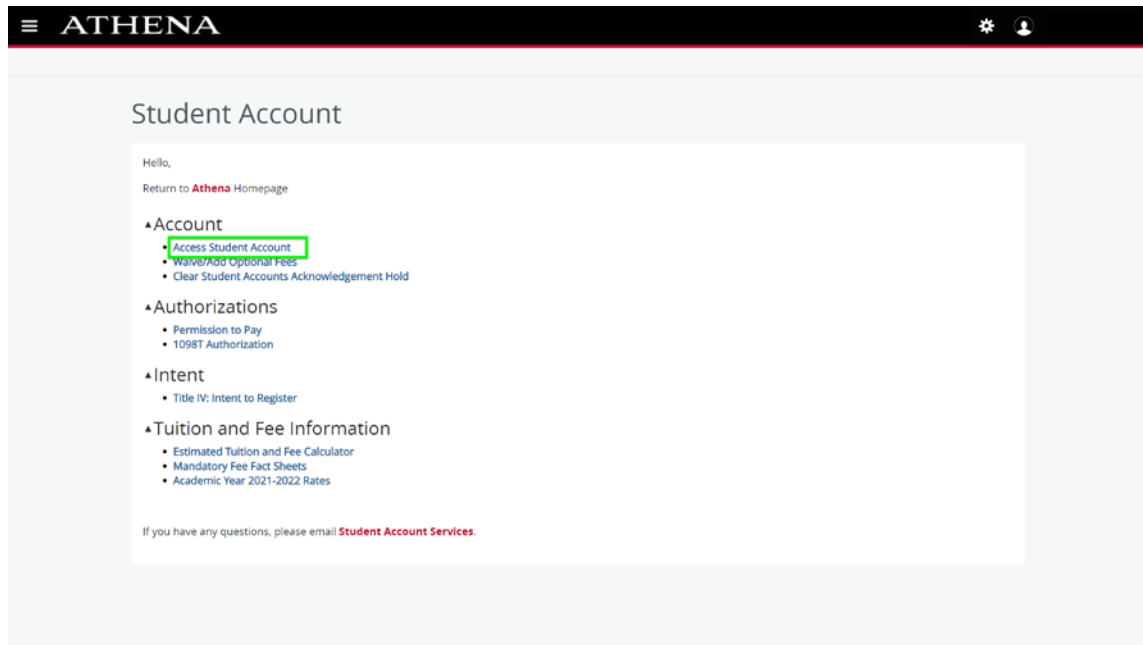 ATHENA
Student Account
Hello,
Return to Athena Homepage
Account
Access Student Account
Waive/Add Optional Fees
Clear Student Accounts Acknowledgement Hold
Authorizations
Permission to Pay
1098T Authorization
Intent
Title IV: Intent to Register
Tuition and Fee Information
Estimated Tuition and Fee Calculator
Mandatory Fee Fact Sheets
Academic Year 2021-2022 Rates
If you have any questions, please email Student Account Services.